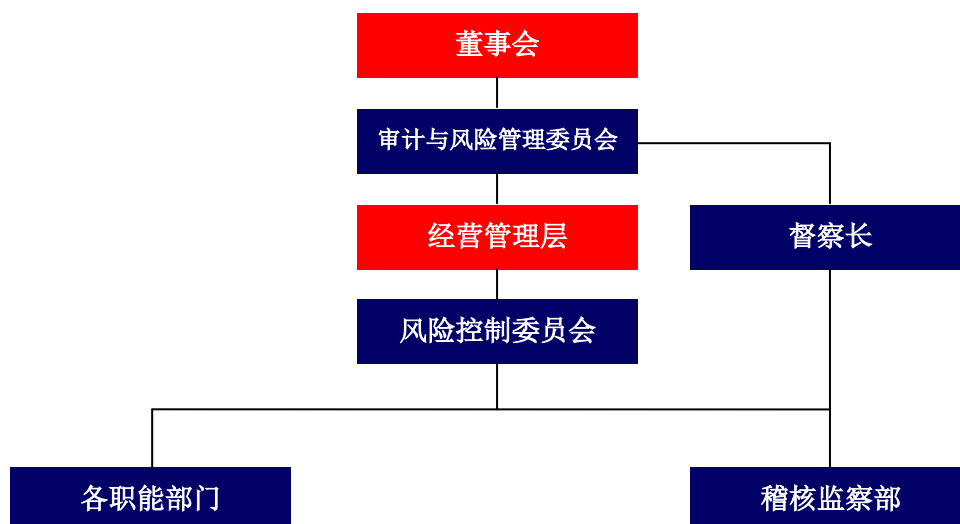 董事会
审计与风险管理委员会
经营管理层
督察长
风险控制委员会
各职能部门
稽核监察部